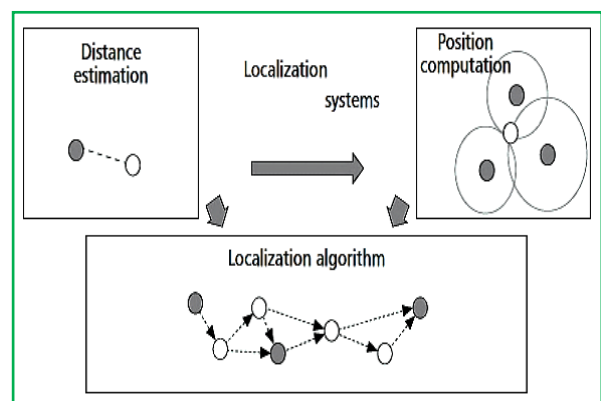 Distance
estimation
Localization
systems
Position
computation
Localization algorithm